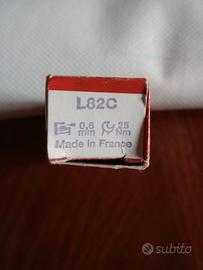 L82C
0,6 mm 25 Nm
Made in France
subito